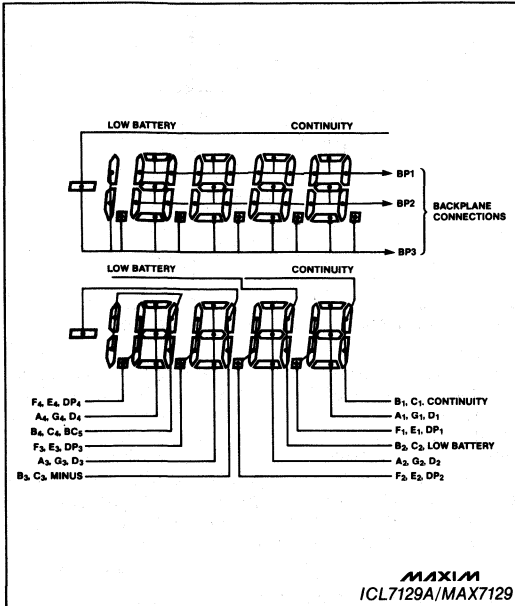 LOW BATTERY CONTINUITY
BP1
BP2
BACKPLANE
CONNECTIONS
BP3
LOW BATTERY CONTINUITY
F4, E4, DP4
A4, G4, D4
B4, C4, BC5
F3, E3, DP3
A3, G3, D3
B3, C3, MINUS
B1, C1, CONTINUITY
A1, G1, D1
F1, E1, DP1
B2, C2, LOW BATTERY
A2, G2, D2
F2, E2, DP2
MAXIM
ICL7129A/MAX7129